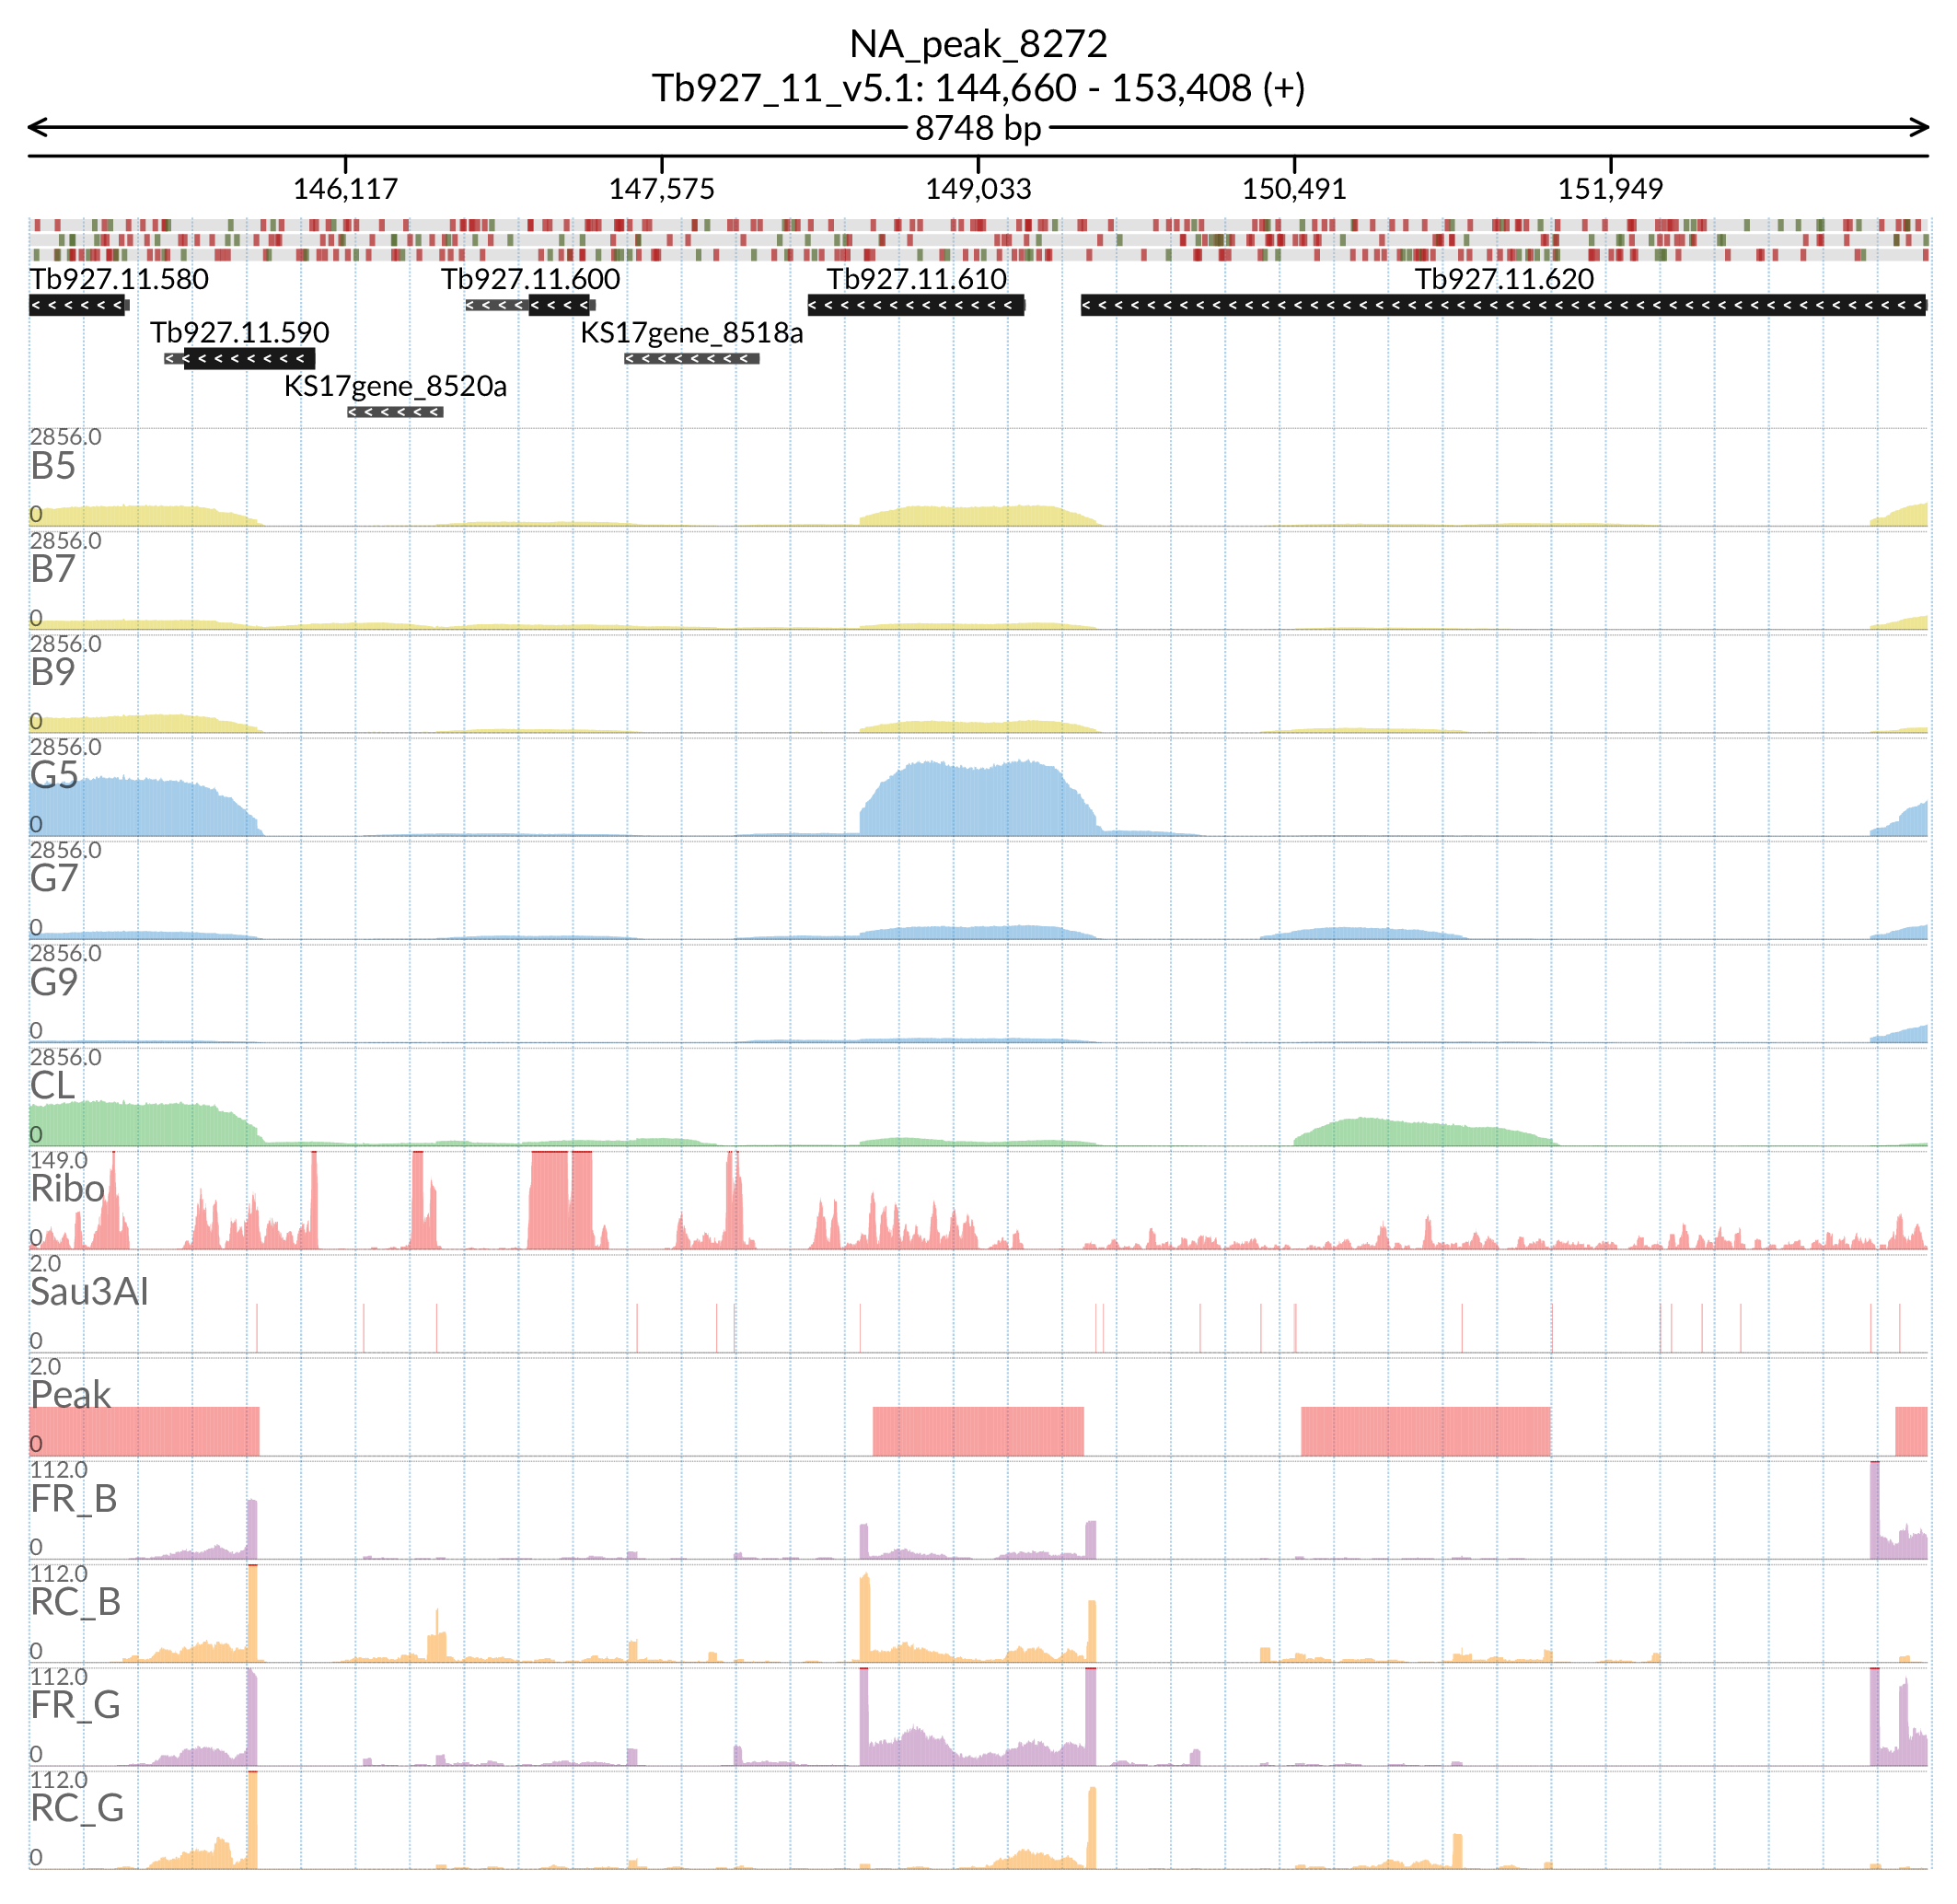 NA_peak_8272
Tb927_11_v5.1: 144,660 - 153,408 (+)
8748 bp
146,117 147,575 149,033 150,491 151,949
Tb927.11.580 Tb927.11.600 Tb927.11.610 Tb927.11.620
Tb927.11.590 KS17gene_8518a
KS17gene_8520a
2856.0
B5
0
2856.0
B7
0
2856.0
B9
0
2856.0
G5
0
2856.0
G7
0
2856.0
G9
0
2856.0
CL
0
149.0
Ribo
0
2.0
Sau3AI
0
2.0
Peak
0
112.0
FR_B
0
112.0
RC_B
0
112.0
FR_G
0
112.0
RC_G
0